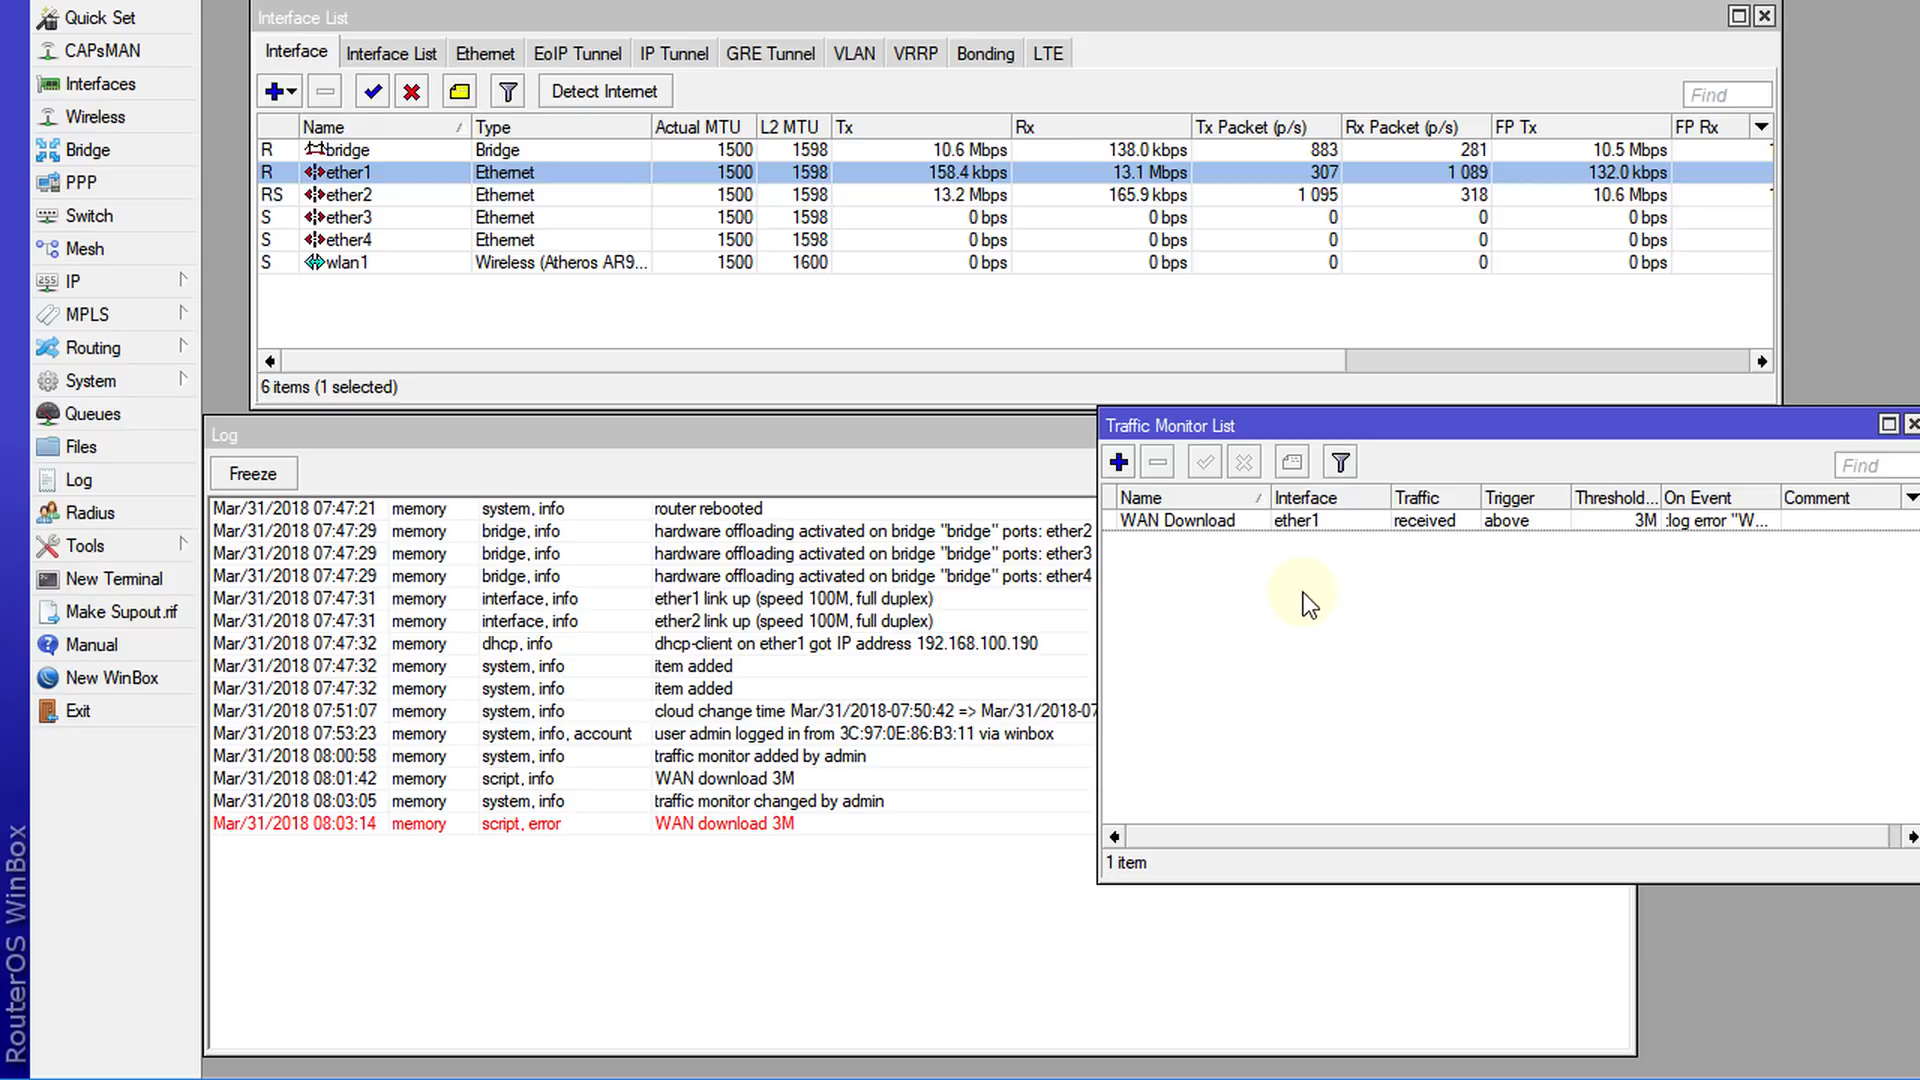 Quick Set
CAPsMAN
Interfaces
Wireless
Bridge
PPP
Switch
Mesh
255 IP
MPLS
Routing
System
Queues
Files
Log
Radius
Tools
New Terminal
Make Supout.rif
Manual
New WinBox
Exit
RouterOS WinBox
Interface List
Interface Interface List Ethernet EoIP Tunnel IP Tunnel GRE Tunnel VLAN VRRP Bonding LTE
Detect Internet Find
Name / Type Actual MTU L2 MTU Tx Rx Tx Packet (p/s) Rx Packet (p/s) FP Tx FP Rx
R bridge Bridge 1500 1598 10.6 Mbps 138.0 kbps 883 281 10.5 Mbps
R ether1 Ethernet 1500 1598 158.4 kbps 13.1 Mbps 307 1 089 132.0 kbps
RS ether2 Ethernet 1500 1598 13.2 Mbps 165.9 kbps 1 095 318 10.6 Mbps
S ether3 Ethernet 1500 1598 0 bps 0 bps 0 0 0 bps
S ether4 Ethernet 1500 1598 0 bps 0 bps 0 0 0 bps
S wlan1 Wireless (Atheros AR9... 1500 1600 0 bps 0 bps 0 0 0 bps
6 items (1 selected)
Log
Freeze
Mar/31/2018 07:47:21 memory system, info router rebooted
Mar/31/2018 07:47:29 memory bridge, info hardware offloading activated on bridge "bridge" ports: ether2
Mar/31/2018 07:47:29 memory bridge, info hardware offloading activated on bridge "bridge" ports: ether3
Mar/31/2018 07:47:29 memory bridge, info hardware offloading activated on bridge "bridge" ports: ether4
Mar/31/2018 07:47:31 memory interface, info ether1 link up (speed 100M, full duplex)
Mar/31/2018 07:47:31 memory interface, info ether2 link up (speed 100M, full duplex)
Mar/31/2018 07:47:32 memory dhcp, info dhcp-client on ether1 got IP address 192.168.100.190
Mar/31/2018 07:47:32 memory system, info item added
Mar/31/2018 07:47:32 memory system, info item added
Mar/31/2018 07:51:07 memory system, info cloud change time Mar/31/2018-07:50:42 => Mar/31/2018-07
Mar/31/2018 07:53:23 memory system, info, account user admin logged in from 3C:97:0E:86:B3:11 via winbox
Mar/31/2018 08:00:58 memory system, info traffic monitor added by admin
Mar/31/2018 08:01:42 memory script, info WAN download 3M
Mar/31/2018 08:03:05 memory system, info traffic monitor changed by admin
Mar/31/2018 08:03:14 memory script, error WAN download 3M
Traffic Monitor List
Find
Name / Interface Traffic Trigger Threshold... On Event Comment
WAN Download ether1 received above 3M :log error "W...
1 item